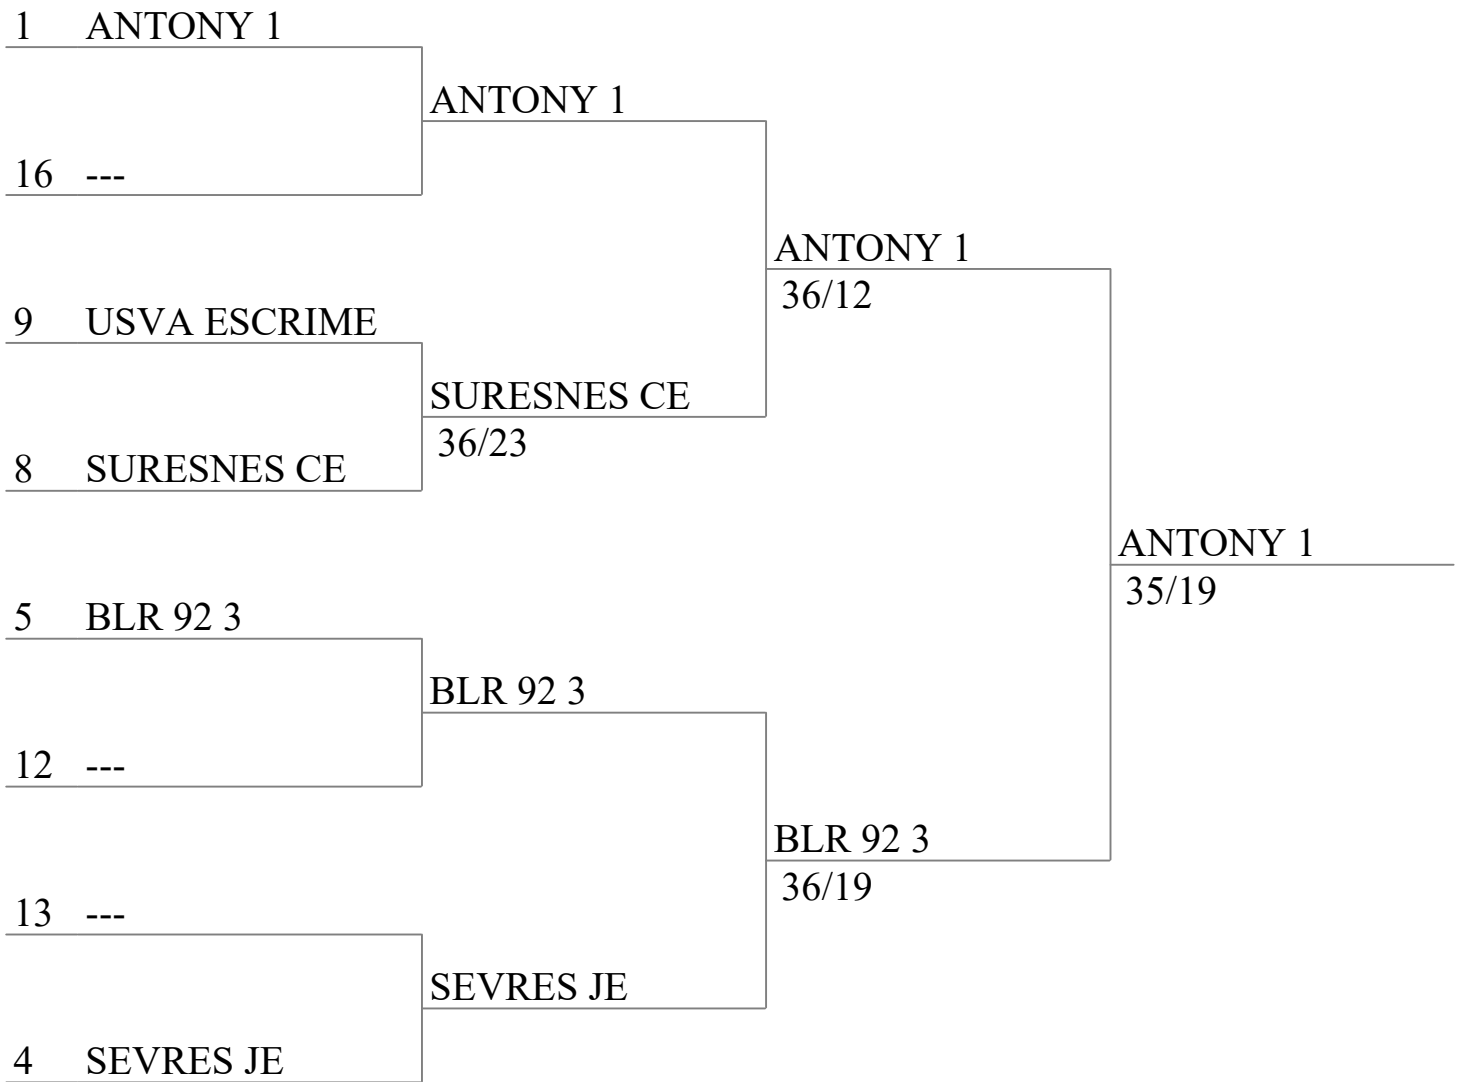 1 ANTONY 1
ANTONY 1
16 ---
ANTONY 1
36/12
9 USVA ESCRIME
SURESNES CE
36/23
8 SURESNES CE
ANTONY 1
35/19
5 BLR 92 3
BLR 92 3
12 ---
BLR 92 3
36/19
13 ---
SEVRES JE
4 SEVRES JE